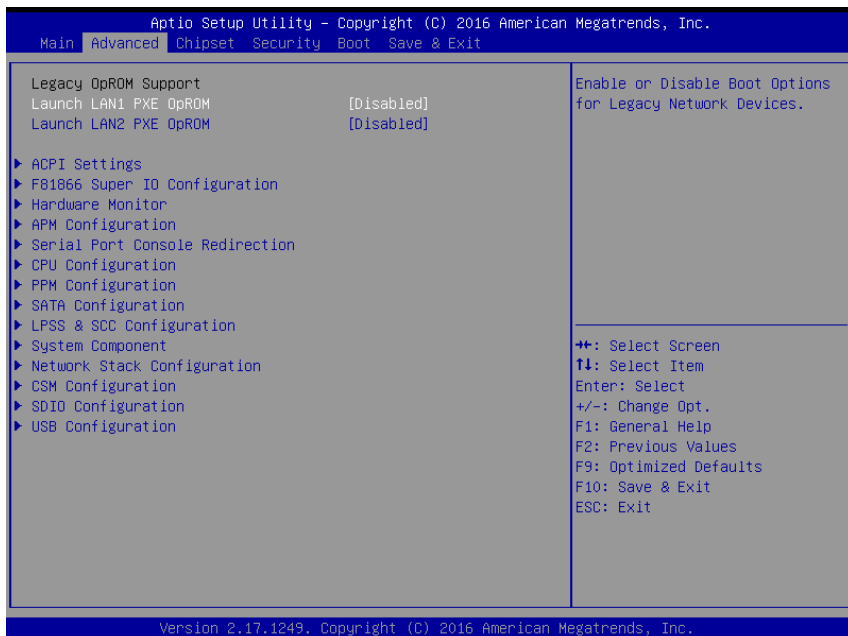 Aptio Setup Utility – Copyright (C) 2016 American Megatrends, Inc.
Main Advanced Chipset Security Boot Save & Exit
Legacy OpROM Support
Launch LAN1 PXE OpROM [Disabled]
Launch LAN2 PXE OpROM [Disabled]
ACPI Settings
F81866 Super IO Configuration
Hardware Monitor
APM Configuration
Serial Port Console Redirection
CPU Configuration
PPM Configuration
SATA Configuration
LPSS & SCC Configuration
System Component
Network Stack Configuration
CSM Configuration
SDIO Configuration
USB Configuration
Enable or Disable Boot Options
for Legacy Network Devices.
→←: Select Screen
↑↓: Select Item
Enter: Select
+/-: Change Opt.
F1: General Help
F2: Previous Values
F9: Optimized Defaults
F10: Save & Exit
ESC: Exit
Version 2.17.1249. Copyright (C) 2016 American Megatrends, Inc.